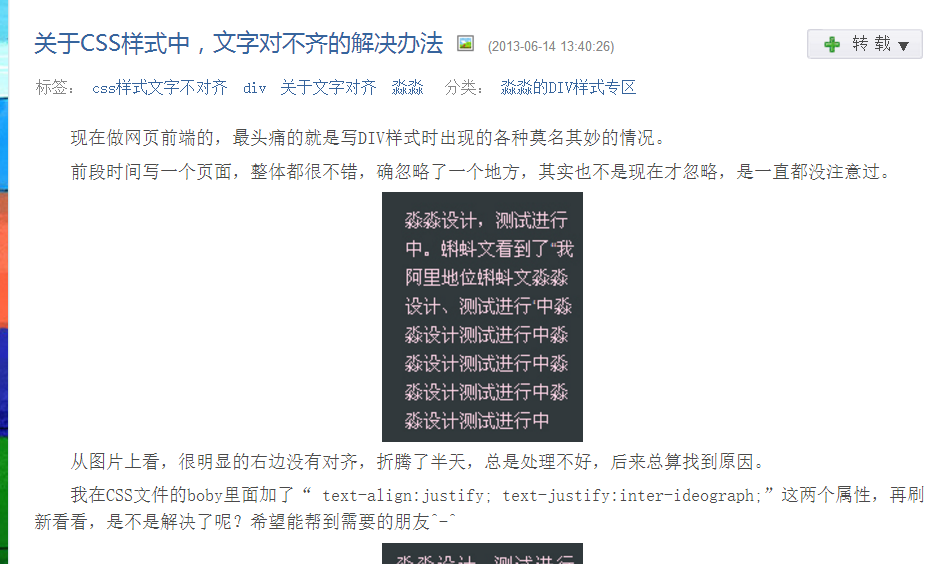 关于CSS样式中，文字对不齐的解决办法 (2013-06-14 13:40:26) 转载▼
标签： css样式文字不对齐 div 关于文字对齐 淼淼 分类： 淼淼的DIV样式专区
现在做网页前端的，最头痛的就是写DIV样式时出现的各种莫名其妙的情况。
前段时间写一个页面，整体都很不错，确忽略了一个地方，其实也不是现在才忽略，是一直都没注意过。
淼淼设计，测试进行
中。蝌蚪文看到了“我
阿里地位蝌蚪文淼淼
设计、测试进行‘中淼
淼设计测试进行中淼
淼设计测试进行中淼
淼设计测试进行中淼
淼设计测试进行中
从图片上看，很明显的右边没有对齐，折腾了半天，总是处理不好，后来总算找到原因。
我在CSS文件的boby里面加了“ text-align:justify; text-justify:inter-ideograph;”这两个属性，再刷
新看看，是不是解决了呢？希望能帮到需要的朋友^-^
淼淼设计，测试进行